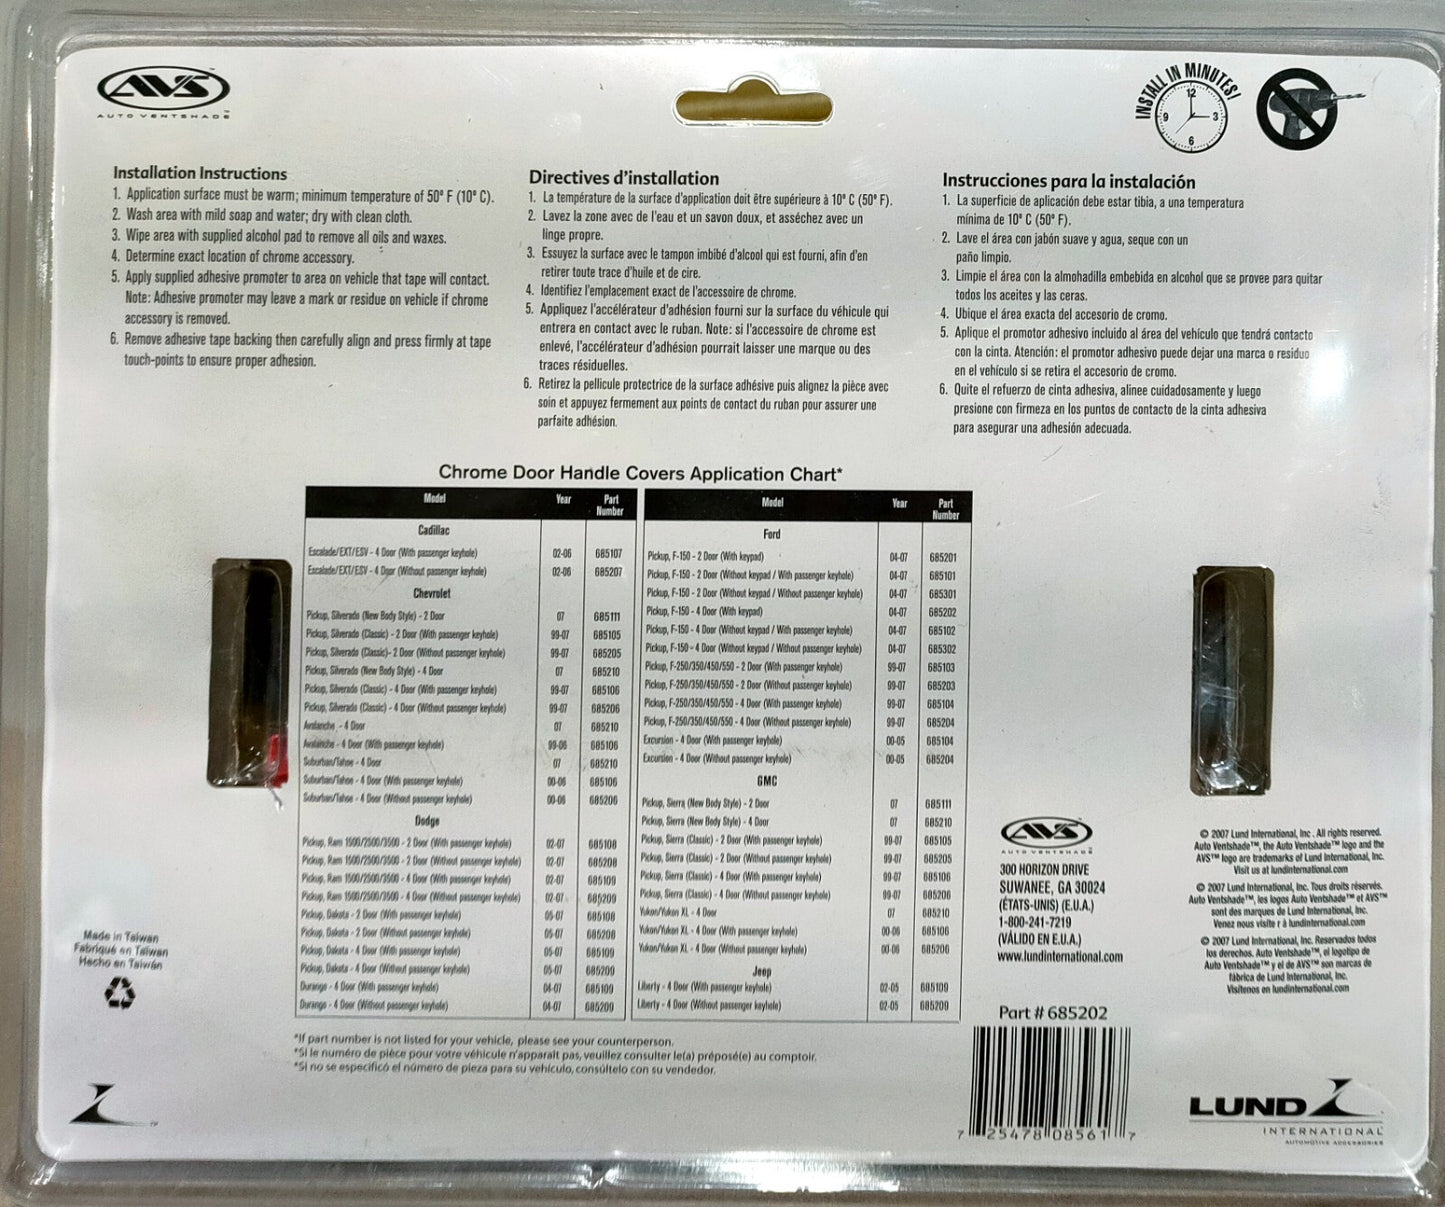 AVS
AUTO VENTSHADE™
INSTALL IN MINUTES!
12
3
6
9
Installation Instructions
1. Application surface must be warm; minimum temperature of 50° F (10° C).
2. Wash area with mild soap and water; dry with clean cloth.
3. Wipe area with supplied alcohol pad to remove all oils and waxes.
4. Determine exact location of chrome accessory.
5. Apply supplied adhesive promoter to area on vehicle that tape will contact.
Note: Adhesive promoter may leave a mark or residue on vehicle if chrome
accessory is removed.
6. Remove adhesive tape backing then carefully align and press firmly at tape
touch-points to ensure proper adhesion.
Directives d'installation
1. La température de la surface d'application doit être supérieure à 10° C (50° F).
2. Lavez la zone avec de l'eau et un savon doux, et asséchez avec un
linge propre.
3. Essuyez la surface avec le tampon imbibé d'alcool qui est fourni, afin d'en
retirer toute trace d'huile et de cire.
4. Identifiez l'emplacement exact de l'accessoire de chrome.
5. Appliquez l'accélérateur d'adhésion fourni sur la surface du véhicule qui
entrera en contact avec le ruban. Note: si l'accessoire de chrome est
enlevé, l'accélérateur d'adhésion pourrait laisser une marque ou des
traces résiduelles.
6. Retirez la pellicule protectrice de la surface adhésive puis alignez la pièce avec
soin et appuyez fermement aux points de contact du ruban pour assurer une
parfaite adhésion.
Instrucciones para la instalación
1. La superficie de aplicación debe estar tibia, a una temperatura
mínima de 10° C (50° F).
2. Lave el área con jabón suave y agua, seque con un
paño limpio.
3. Limpie el área con la almohadilla embebida en alcohol que se provee para quitar
todos los aceites y las ceras.
4. Ubique el área exacta del accesorio de cromo.
5. Aplique el promotor adhesivo incluido al área del vehículo que tendrá contacto
con la cinta. Atención: el promotor adhesivo puede dejar una marca o residuo
en el vehículo si se retira el accesorio de cromo.
6. Quite el refuerzo de cinta adhesiva, alinee cuidadosamente y luego
presione con firmeza en los puntos de contacto de la cinta adhesiva
para asegurar una adhesión adecuada.
Chrome Door Handle Covers Application Chart*
Model Year Part Number
Cadillac
Escalade/EXT/ESV - 4 Door (With passenger keyhole) 02-06 685107
Escalade/EXT/ESV - 4 Door (Without passenger keyhole) 02-06 685207
Chevrolet
Pickup, Silverado (New Body Style) - 2 Door 07 685111
Pickup, Silverado (Classic) - 2 Door (With passenger keyhole) 99-07 685105
Pickup, Silverado (Classic)- 2 Door (Without passenger keyhole) 99-07 685205
Pickup, Silverado (New Body Style) - 4 Door 07 685210
Pickup, Silverado (Classic) - 4 Door (With passenger keyhole) 99-07 685106
Pickup, Silverado (Classic) - 4 Door (Without passenger keyhole) 99-07 685206
Avalanche - 4 Door 07 685210
Avalanche - 4 Door (With passenger keyhole) 99-06 685106
Suburban/Tahoe - 4 Door 07 685210
Suburban/Tahoe - 4 Door (With passenger keyhole) 00-06 685106
Suburban/Tahoe - 4 Door (Without passenger keyhole) 00-06 685206
Dodge
Pickup, Ram 1500/2500/3500 - 2 Door (With passenger keyhole) 02-07 685108
Pickup, Ram 1500/2500/3500 - 2 Door (Without passenger keyhole) 02-07 685208
Pickup, Ram 1500/2500/3500 - 4 Door (With passenger keyhole) 02-07 685109
Pickup, Ram 1500/2500/3500 - 4 Door (Without passenger keyhole) 02-07 685209
Pickup, Dakota - 2 Door (With passenger keyhole) 05-07 685108
Pickup, Dakota - 2 Door (Without passenger keyhole) 05-07 685208
Pickup, Dakota - 4 Door (With passenger keyhole) 05-07 685109
Pickup, Dakota - 4 Door (Without passenger keyhole) 05-07 685209
Durango - 4 Door (With passenger keyhole) 04-07 685109
Durango - 4 Door (Without passenger keyhole) 04-07 685209
Model Year Part Number
Ford
Pickup, F-150 - 2 Door (With keypad) 04-07 685201
Pickup, F-150 - 2 Door (Without keypad / With passenger keyhole) 04-07 685101
Pickup, F-150 - 2 Door (Without keypad / Without passenger keyhole) 04-07 685301
Pickup, F-150 - 4 Door (With keypad) 04-07 685202
Pickup, F-150 - 4 Door (Without keypad / With passenger keyhole) 04-07 685102
Pickup, F-150 - 4 Door (Without keypad / Without passenger keyhole) 04-07 685302
Pickup, F-250/350/450/550 - 2 Door (With passenger keyhole) 99-07 685103
Pickup, F-250/350/450/550 - 2 Door (Without passenger keyhole) 99-07 685203
Pickup, F-250/350/450/550 - 4 Door (With passenger keyhole) 99-07 685104
Pickup, F-250/350/450/550 - 4 Door (Without passenger keyhole) 99-07 685204
Excursion - 4 Door (With passenger keyhole) 00-05 685104
Excursion - 4 Door (Without passenger keyhole) 00-05 685204
GMC
Pickup, Sierra (New Body Style) - 2 Door 07 685111
Pickup, Sierra (New Body Style) - 4 Door 07 685210
Pickup, Sierra (Classic) - 2 Door (With passenger keyhole) 99-07 685105
Pickup, Sierra (Classic) - 2 Door (Without passenger keyhole) 99-07 685205
Pickup, Sierra (Classic) - 4 Door (With passenger keyhole) 99-07 685106
Pickup, Sierra (Classic) - 4 Door (Without passenger keyhole) 99-07 685206
Yukon/Yukon XL - 4 Door 07 685210
Yukon/Yukon XL - 4 Door (With passenger keyhole) 00-06 685106
Yukon/Yukon XL - 4 Door (Without passenger keyhole) 00-06 685206
Jeep
Liberty - 4 Door (With passenger keyhole) 02-05 685109
Liberty - 4 Door (Without passenger keyhole) 02-05 685209
*If part number is not listed for your vehicle, please see your counterperson.
*Si le numéro de pièce pour votre véhicule n'apparaît pas, veuillez consulter le(a) préposé(e) au comptoir.
*Si no se especificó el número de pieza para su vehículo, consúltelo con su vendedor.
Made in Taiwan
Fabriqué en Taiwan
Hecho en Taiwán
AVS
AUTO VENTSHADE
300 HORIZON DRIVE
SUWANEE, GA 30024
(ÉTATS-UNIS) (E.U.A.)
1-800-241-7219
(VÁLIDO EN E.U.A.)
www.lundinternational.com
© 2007 Lund International, Inc. All rights reserved.
Auto Ventshade™, the Auto Ventshade™ logo and the
AVS™ logo are trademarks of Lund International, Inc.
Visit us at lundinternational.com
© 2007 Lund International, Inc. Tous droits réservés.
Auto Ventshade™, les logos Auto Ventshade™ et AVS™
sont des marques de Lund International, Inc.
Venez nous visite r à lundinternational.com
© 2007 Lund International, Inc. Reservados todos
los derechos. Auto Ventshade™, el logotipo de
Auto Ventshade™ y el de AVS™ son marcas de
fábrica de Lund International, Inc.
Visítenos en lundinternational.com
Part # 685202
7 25478 08561 7
LUND
INTERNATIONAL
AUTOMOTIVE ACCESSORIES